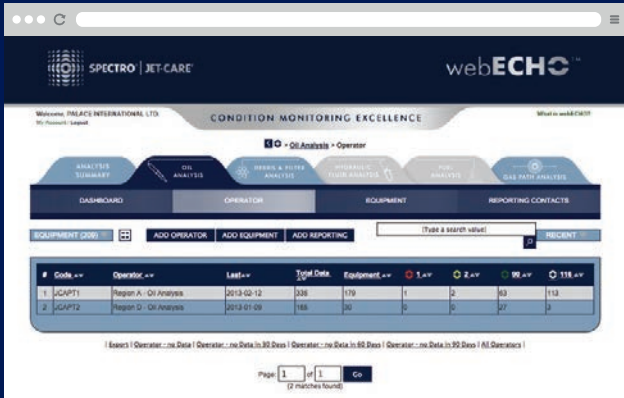 SPECTRO | JET-CARE®
webECHO™
Welcome, PALACE INTERNATIONAL LTD.
My Account | Logout
CONDITION MONITORING EXCELLENCE
What is webECHO?
> Oil Analysis > Operator
ANALYSIS SUMMARY
OIL ANALYSIS
DEBRIS & FILTER ANALYSIS
HYDRAULIC FLUID ANALYSIS
FUEL ANALYSIS
GAS PATH ANALYSIS
DASHBOARD OPERATOR EQUIPMENT REPORTING CONTACTS
EQUIPMENT (209) ADD OPERATOR ADD EQUIPMENT ADD REPORTING (Type a search value) RECENT
# Code Operator Last Total Data Equipment 1 2 90 116
1 JCAPT1 Region A - Oil Analysis 2013-02-12 336 179 1 2 63 113
2 JCAPT2 Region D - Oil Analysis 2013-01-09 30 0 0 27 3
| Export | Operator - no Data | Operator - no Data in 30 Days | Operator - no Data in 60 Days | Operator - no Data in 90 Days | All Operators |
Page: 1 of 1 Go
(2 matches found)